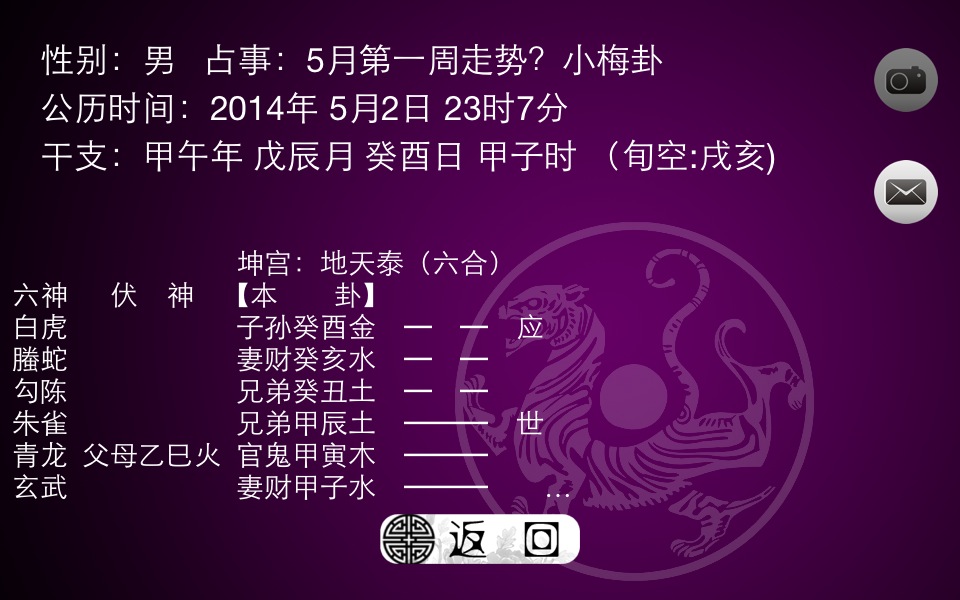 性别：男 占事：5月第一周走势？小梅卦
公历时间：2014年 5月2日 23时7分
干支：甲午年 戊辰月 癸酉日 甲子时 （旬空:戌亥)
坤宫：地天泰（六合）
六神 伏 神 【本 卦】
白虎 子孙癸酉金 应
螣蛇 妻财癸亥水
勾陈 兄弟癸丑土
朱雀 兄弟甲辰土 世
青龙 父母乙巳火 官鬼甲寅木
玄武 妻财甲子水 ...
返 回